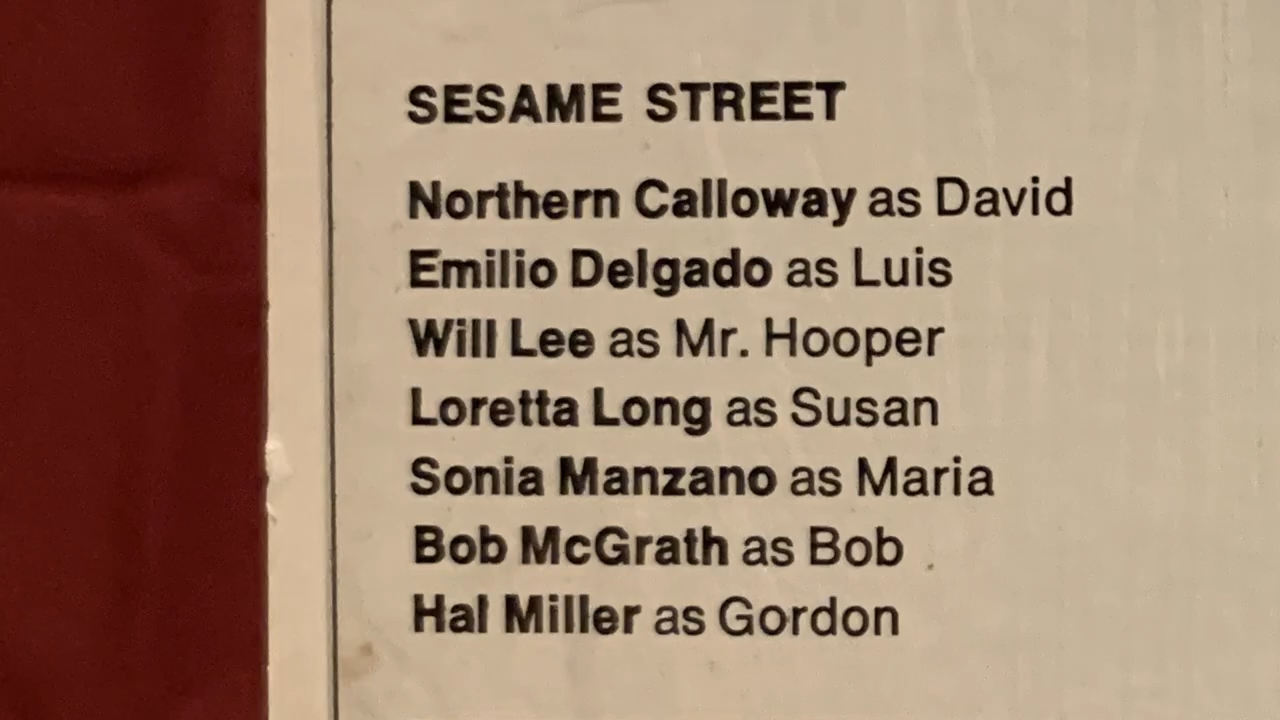 SESAME STREET
Northern Calloway as David
Emilio Delgado as Luis
Will Lee as Mr. Hooper
Loretta Long as Susan
Sonia Manzano as Maria
Bob McGrath as Bob
Hal Miller as Gordon